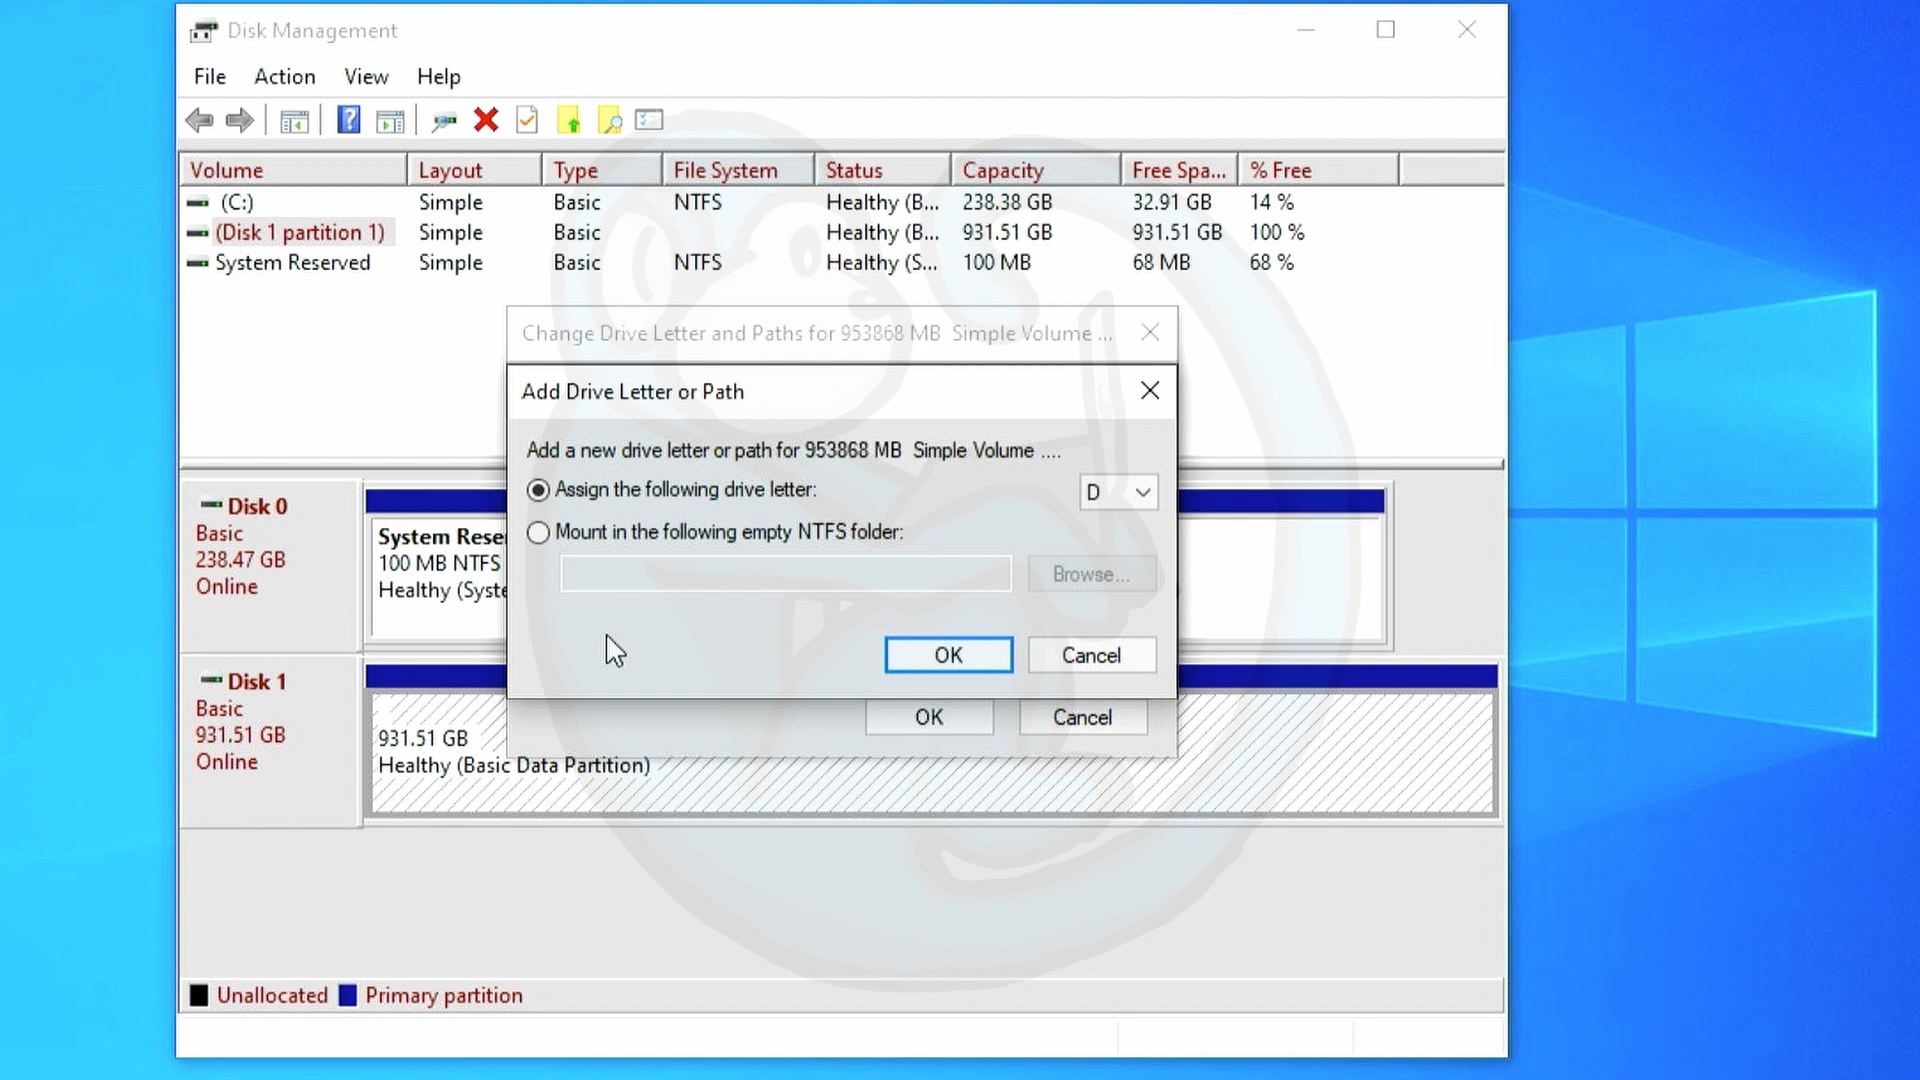 Disk Management
File Action View Help
Volume Layout Type File System Status Capacity Free Spa... % Free
(C:) Simple Basic NTFS Healthy (B... 238.38 GB 32.91 GB 14 %
(Disk 1 partition 1) Simple Basic Healthy (B... 931.51 GB 931.51 GB 100 %
System Reserved Simple Basic NTFS Healthy (S... 100 MB 68 MB 68 %
Change Drive Letter and Paths for 953868 MB Simple Volume ...
Add Drive Letter or Path
Add a new drive letter or path for 953868 MB Simple Volume ....
Assign the following drive letter: D
Mount in the following empty NTFS folder:
Browse...
OK Cancel
OK Cancel
Disk 0
Basic
238.47 GB
Online
System Rese
100 MB NTFS
Healthy (Syste
Disk 1
Basic
931.51 GB
Online
931.51 GB
Healthy (Basic Data Partition)
Unallocated Primary partition